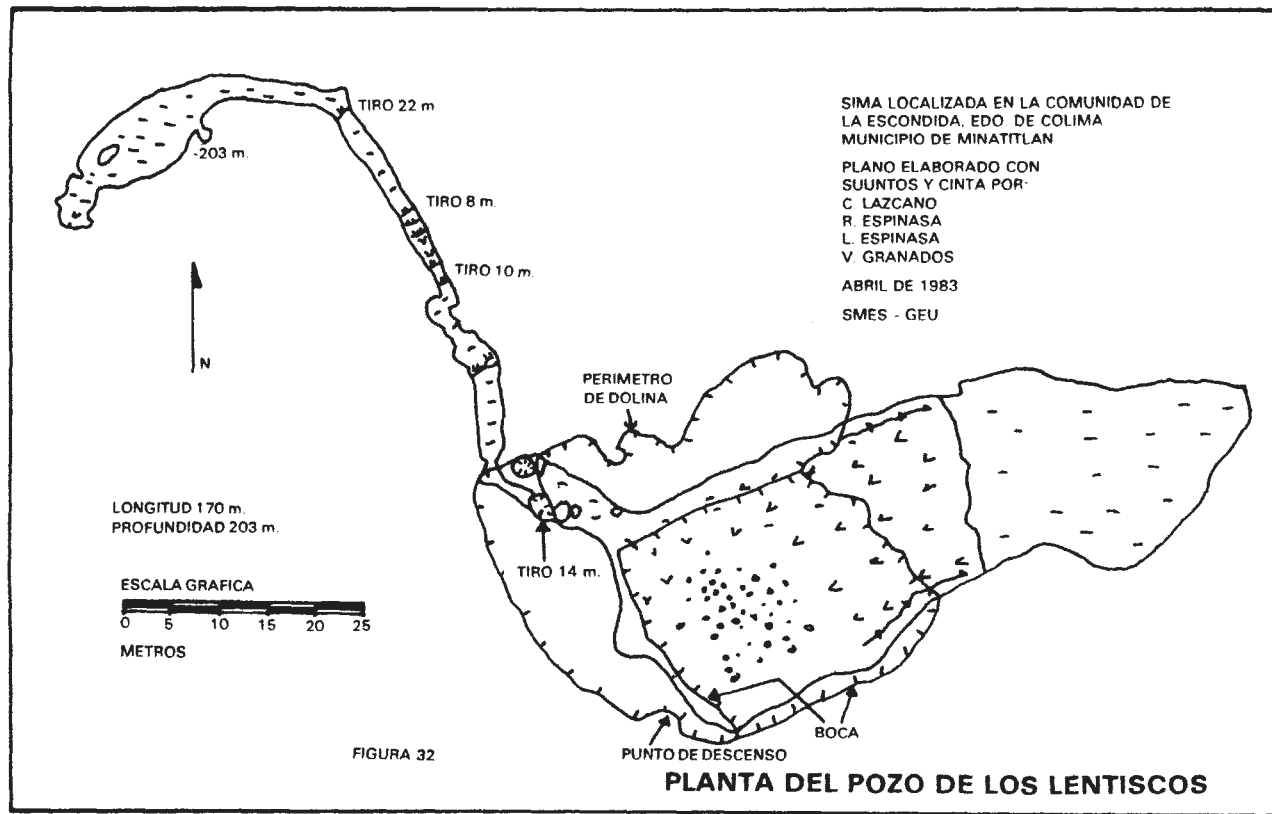 TIRO 22 m
-203 m.
TIRO 8 m.
TIRO 10 m.
N
SIMA LOCALIZADA EN LA COMUNIDAD DE
LA ESCONDIDA, EDO. DE COLIMA
MUNICIPIO DE MINATITLAN
PLANO ELABORADO CON
SUUNTOS Y CINTA POR:
C. LAZCANO
R. ESPINASA
L. ESPINASA
V. GRANADOS
ABRIL DE 1983
SMES - GEU
PERIMETRO
DE DOLINA
LONGITUD 170 m.
PROFUNDIDAD 203 m.
TIRO 14 m.
ESCALA GRAFICA
0 5 10 15 20 25
METROS
BOCA
PUNTO DE DESCENSO
FIGURA 32
PLANTA DEL POZO DE LOS LENTISCOS